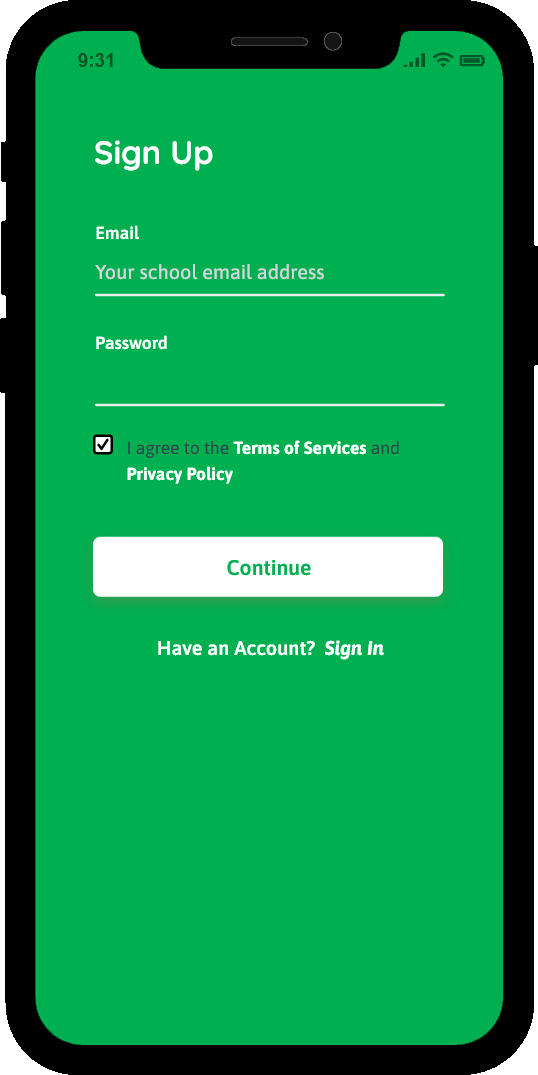 9:31
Sign Up
Email
Your school email address
Password
I agree to the Terms of Services and
Privacy Policy
Continue
Have an Account? Sign In